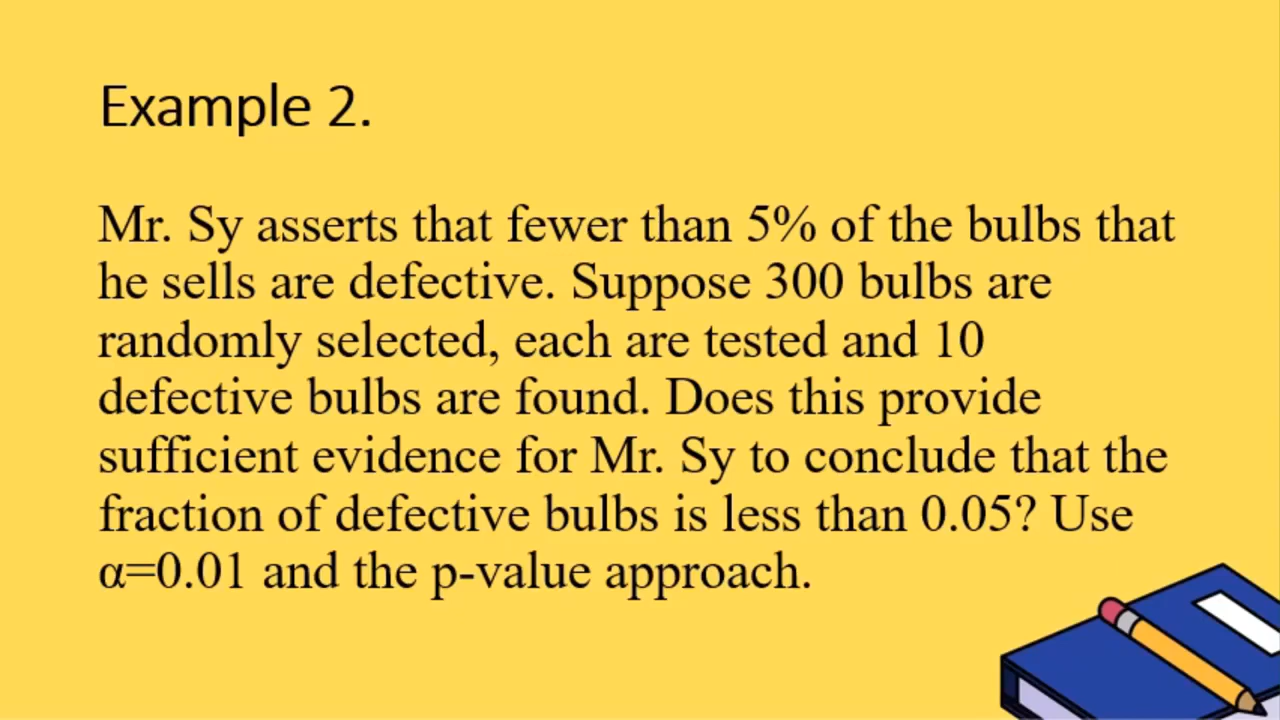 Example 2.
Mr. Sy asserts that fewer than 5% of the bulbs that
he sells are defective. Suppose 300 bulbs are
randomly selected, each are tested and 10
defective bulbs are found. Does this provide
sufficient evidence for Mr. Sy to conclude that the
fraction of defective bulbs is less than 0.05? Use
α=0.01 and the p-value approach.